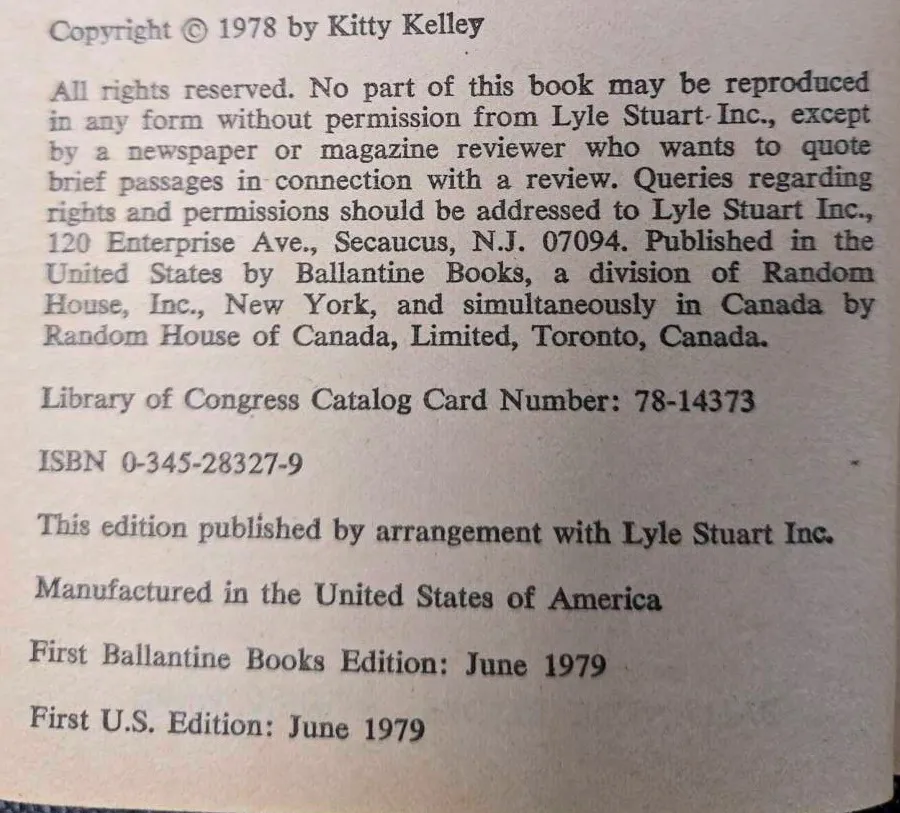 Copyright © 1978 by Kitty Kelley
All rights reserved. No part of this book may be reproduced
in any form without permission from Lyle Stuart Inc., except
by a newspaper or magazine reviewer who wants to quote
brief passages in connection with a review. Queries regarding
rights and permissions should be addressed to Lyle Stuart Inc.,
120 Enterprise Ave., Secaucus, N.J. 07094. Published in the
United States by Ballantine Books, a division of Random
House, Inc., New York, and simultaneously in Canada by
Random House of Canada, Limited, Toronto, Canada.
Library of Congress Catalog Card Number: 78-14373
ISBN 0-345-28327-9
This edition published by arrangement with Lyle Stuart Inc.
Manufactured in the United States of America
First Ballantine Books Edition: June 1979
First U.S. Edition: June 1979